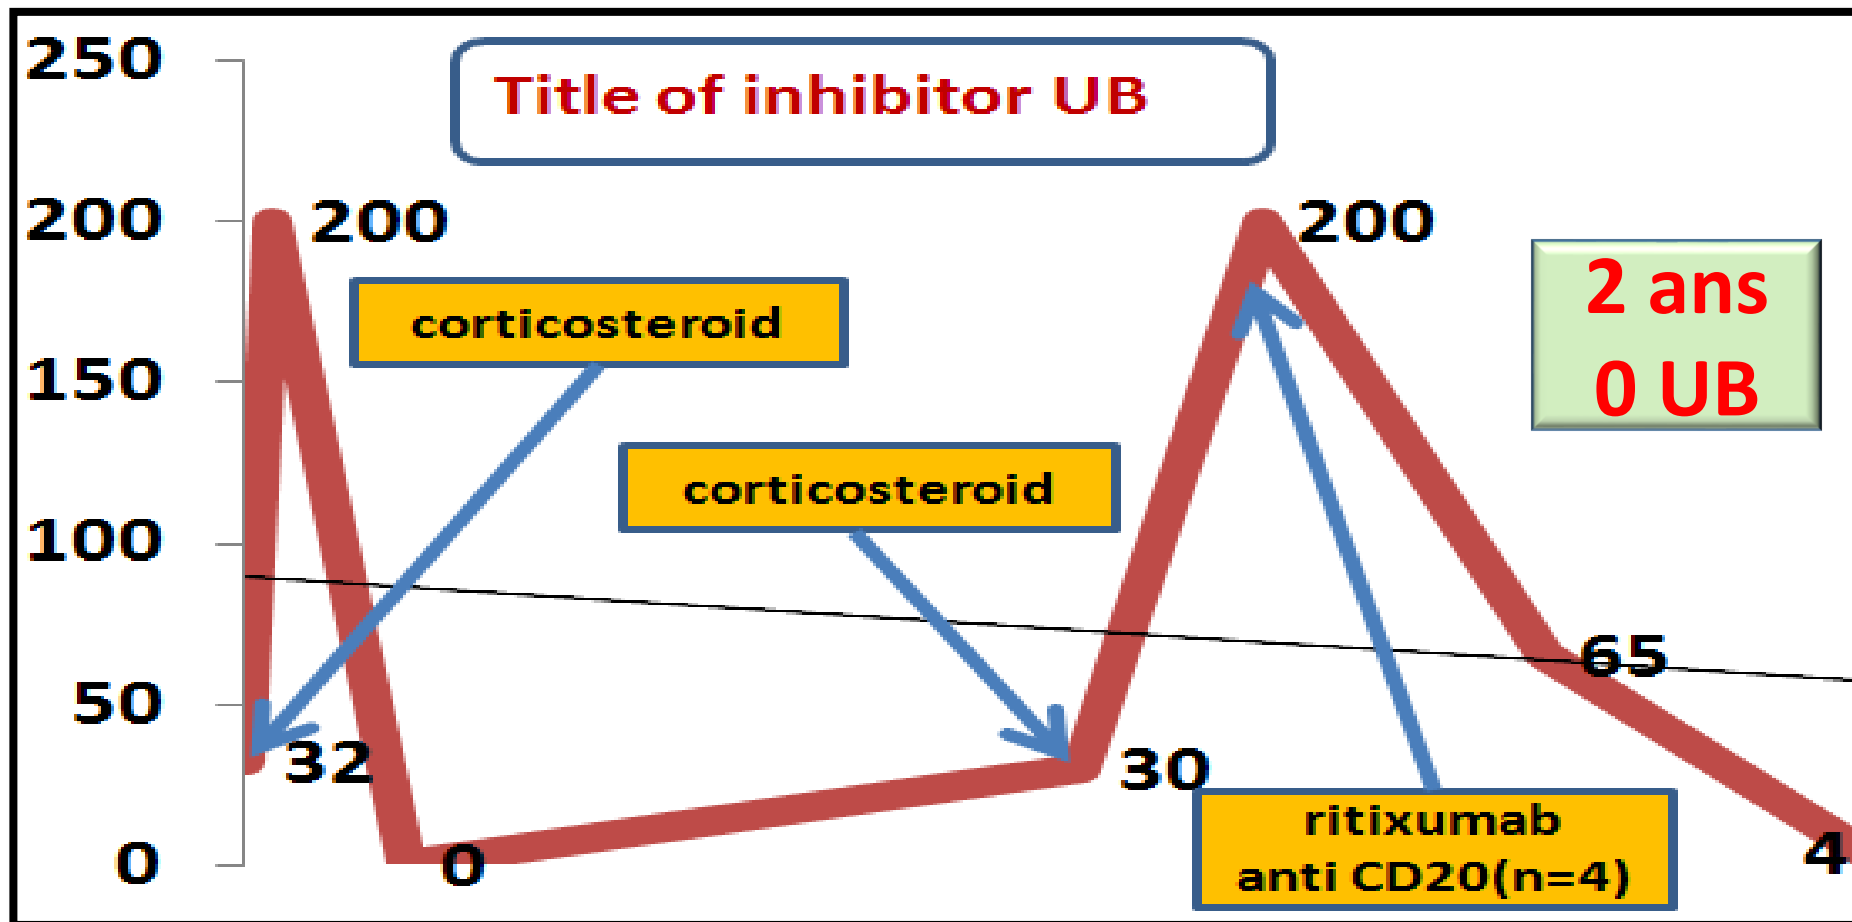 Title of inhibitor UB
250
200
150
100
50
0
200
corticosteroid
32
0
corticosteroid
30
200
2 ans
0 UB
65
4
ritixumab
anti CD20(n=4)